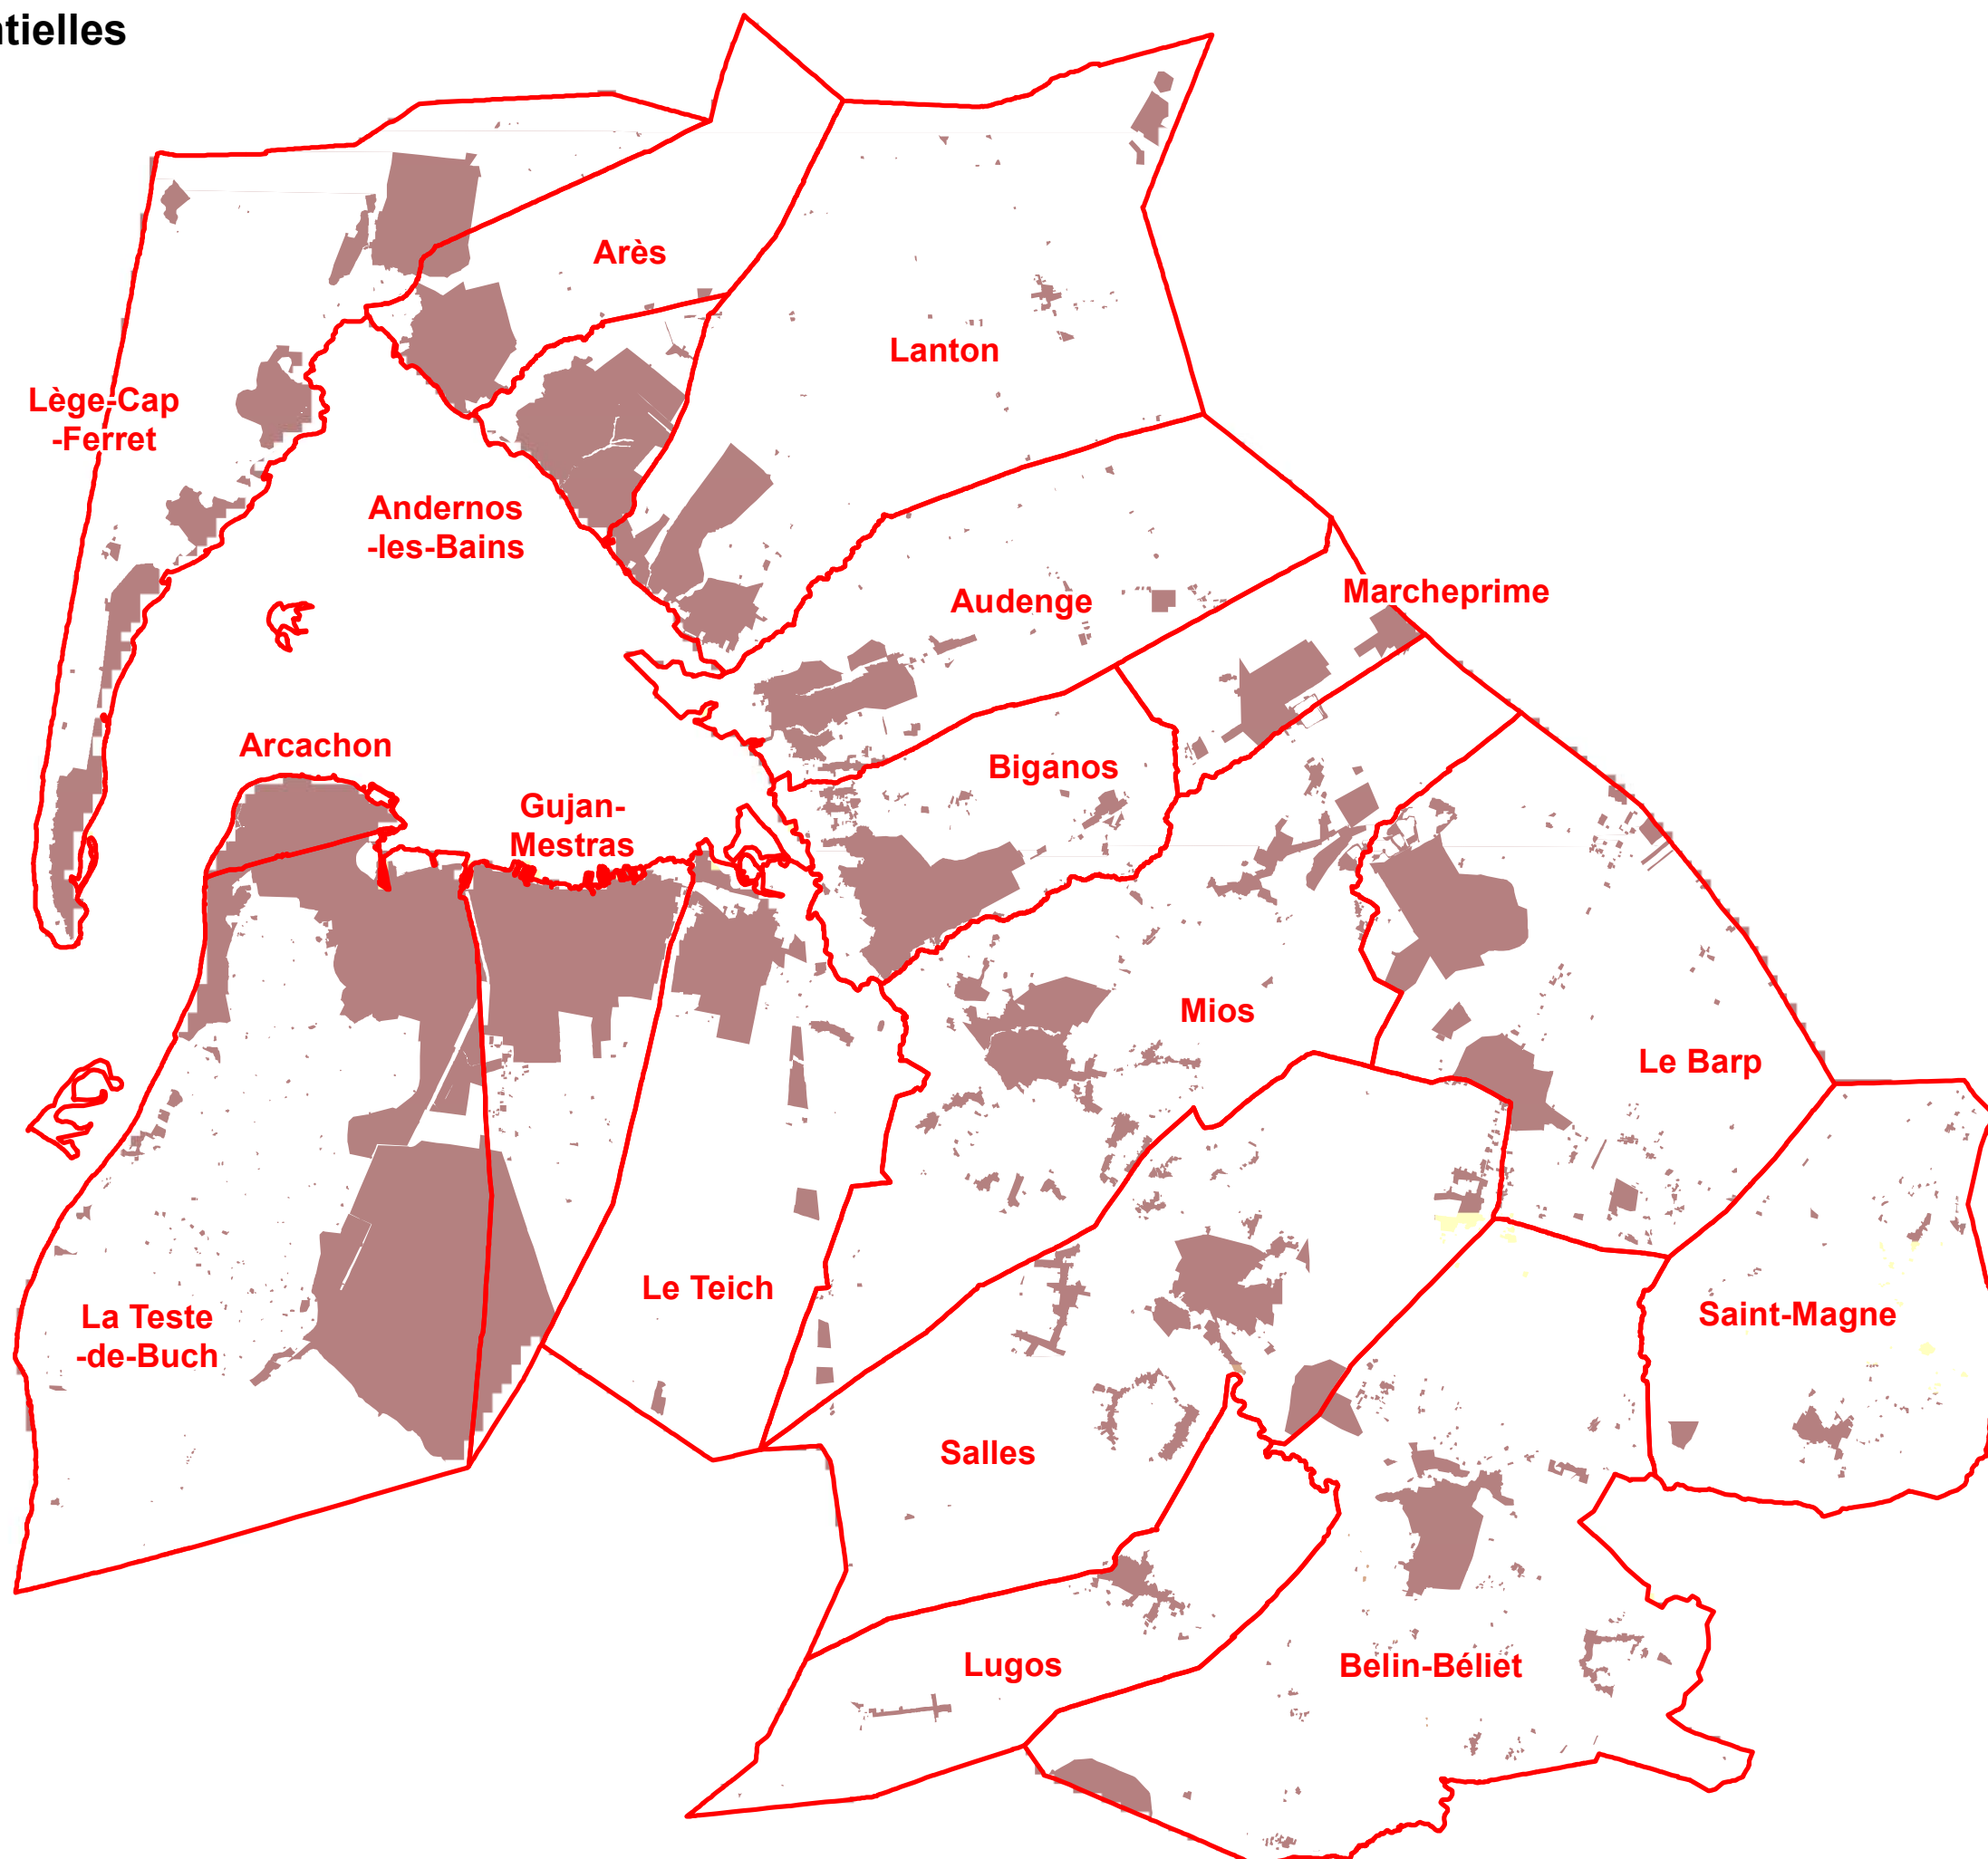 ntielles
Arès
Lanton
Lège-Cap
-Ferret
Andernos
-les-Bains
Audenge
Marcheprime
Arcachon
Biganos
Gujan-
Mestras
Mios
Le Barp
Le Teich
La Teste
-de-Buch
Saint-Magne
Salles
Lugos
Belin-Béliet